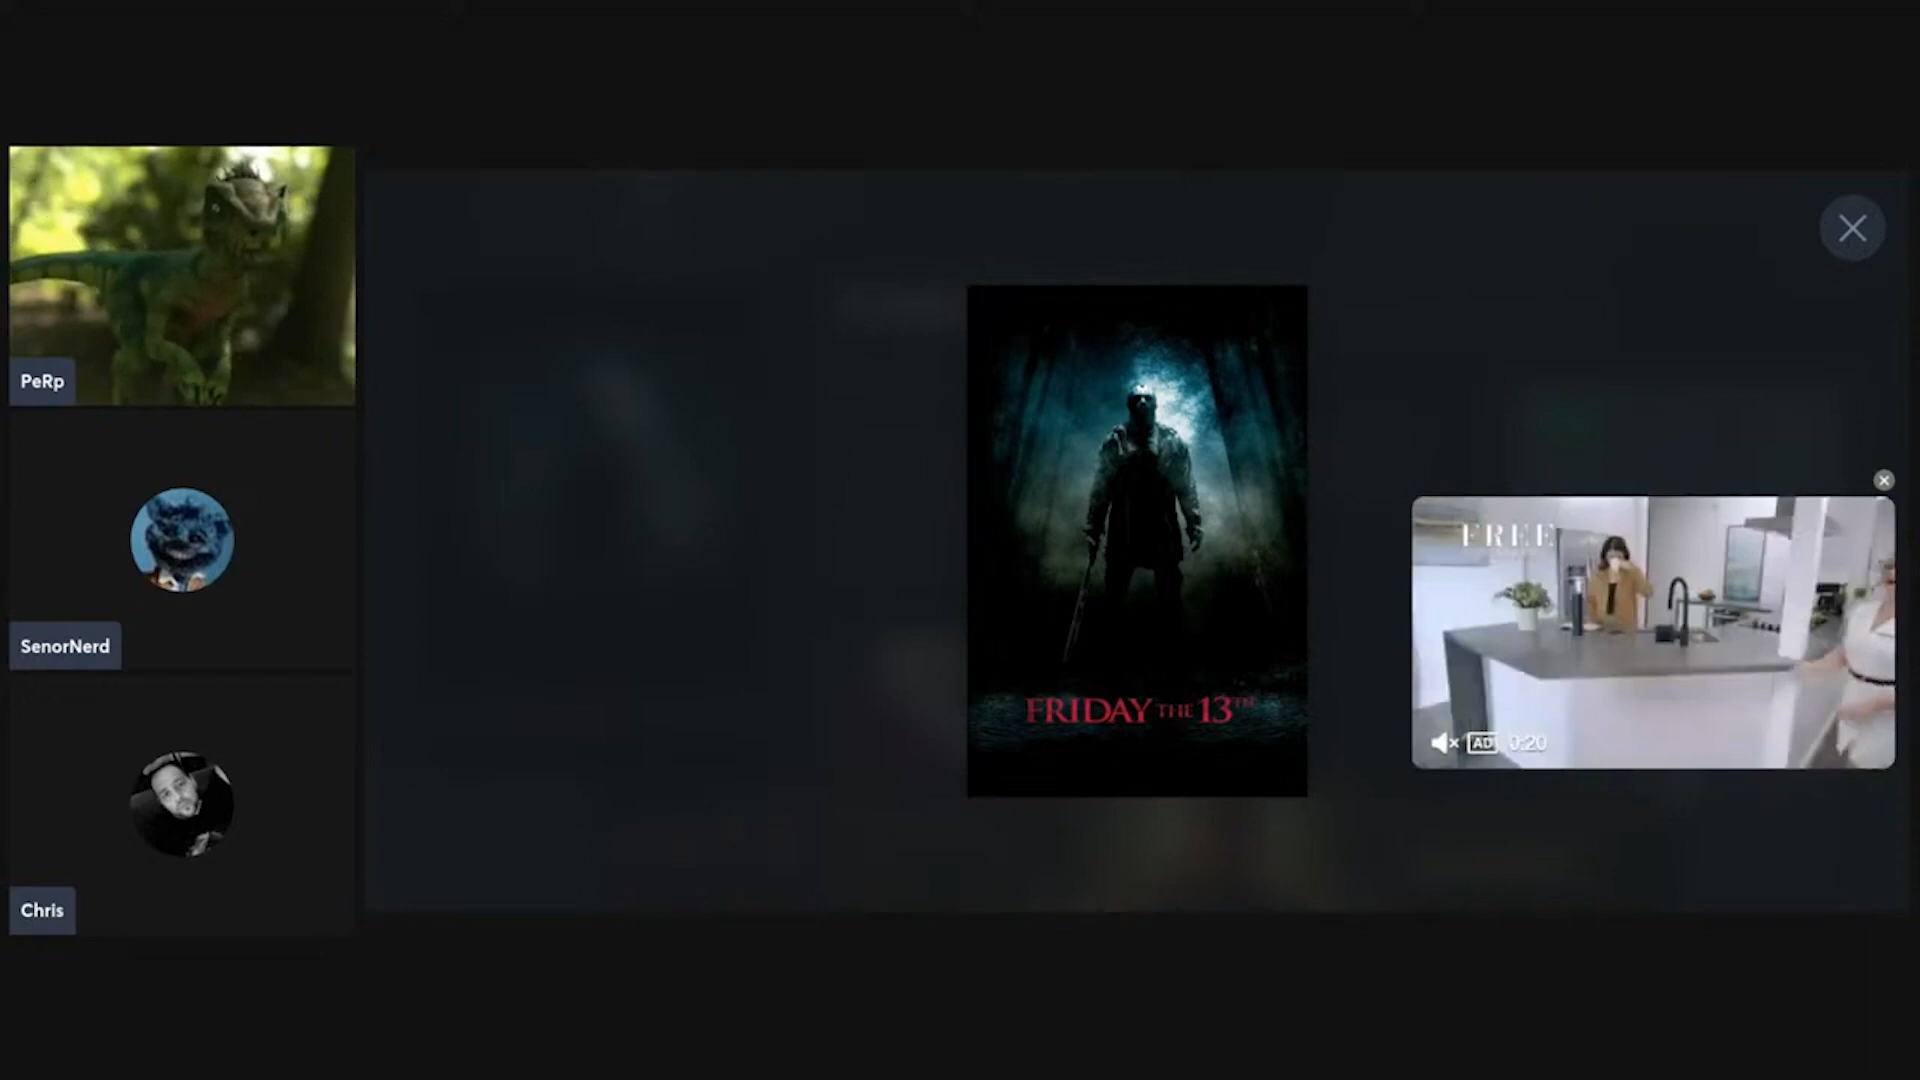 PeRp
SenorNerd
Chris
FRIDAY THE 13TH
FREE
AD 0:20